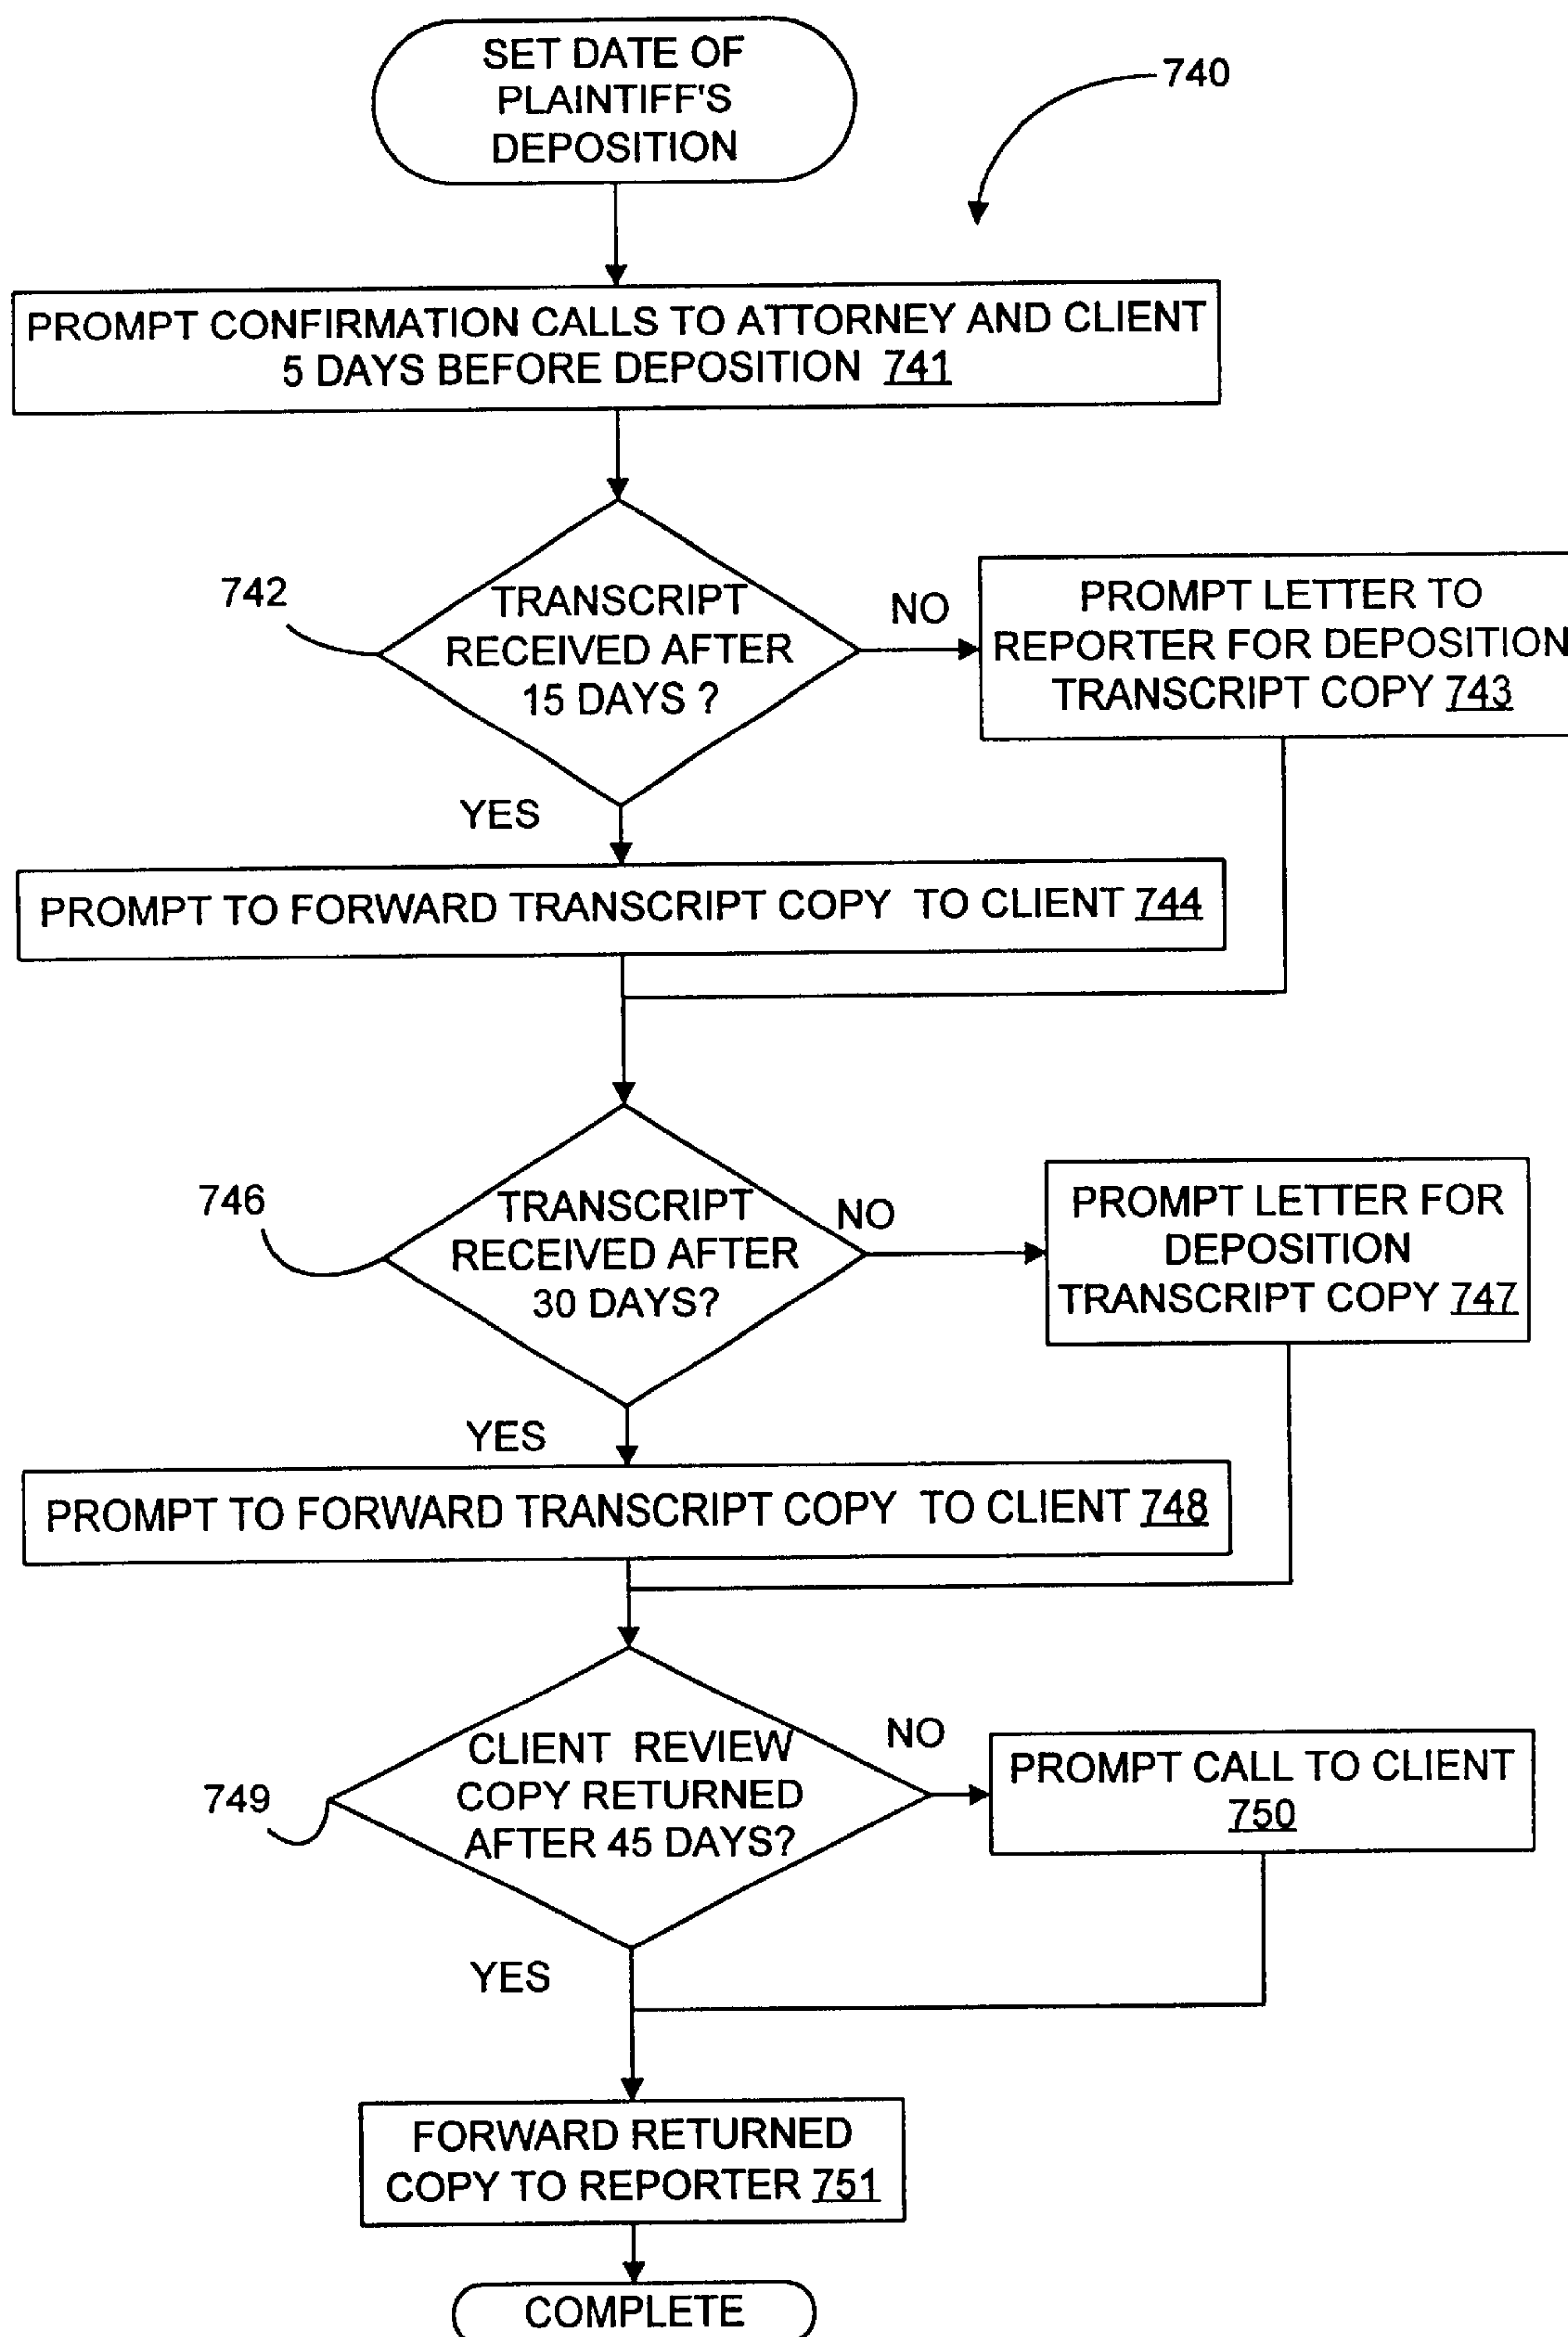 SET DATE OF
PLAINTIFF'S
DEPOSITION
740
PROMPT CONFIRMATION CALLS TO ATTORNEY AND CLIENT
5 DAYS BEFORE DEPOSITION 741
742
TRANSCRIPT
RECEIVED AFTER
15 DAYS ?
NO
PROMPT LETTER TO
REPORTER FOR DEPOSITION
TRANSCRIPT COPY 743
YES
PROMPT TO FORWARD TRANSCRIPT COPY TO CLIENT 744
746
TRANSCRIPT
RECEIVED AFTER
30 DAYS?
NO
PROMPT LETTER FOR
DEPOSITION
TRANSCRIPT COPY 747
YES
PROMPT TO FORWARD TRANSCRIPT COPY TO CLIENT 748
749
CLIENT REVIEW
COPY RETURNED
AFTER 45 DAYS?
NO
PROMPT CALL TO CLIENT
750
YES
FORWARD RETURNED
COPY TO REPORTER 751
COMPLETE